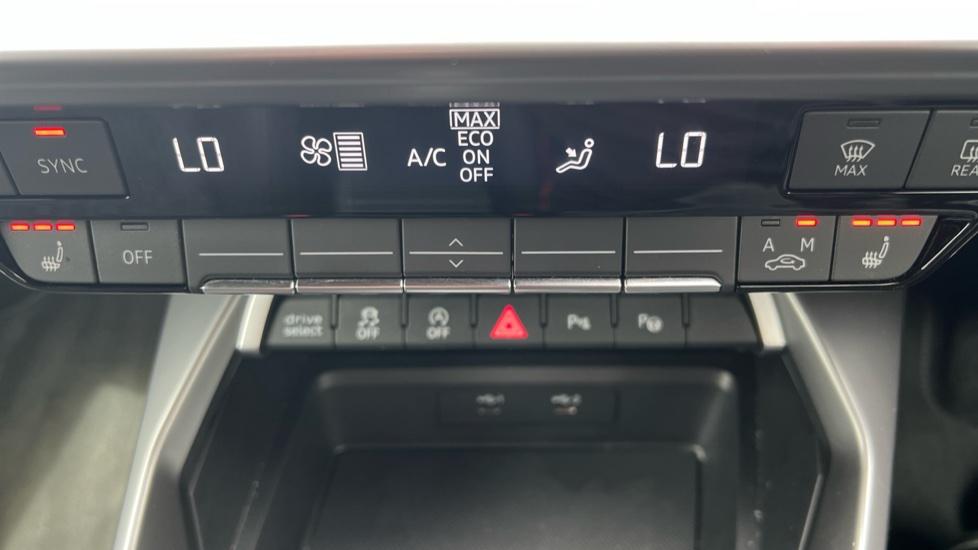 SYNC
LO
A/C
MAX
ECO
ON
OFF
LO
MAX
REA
OFF
A M
drive
select
OFF
OFF
P
P